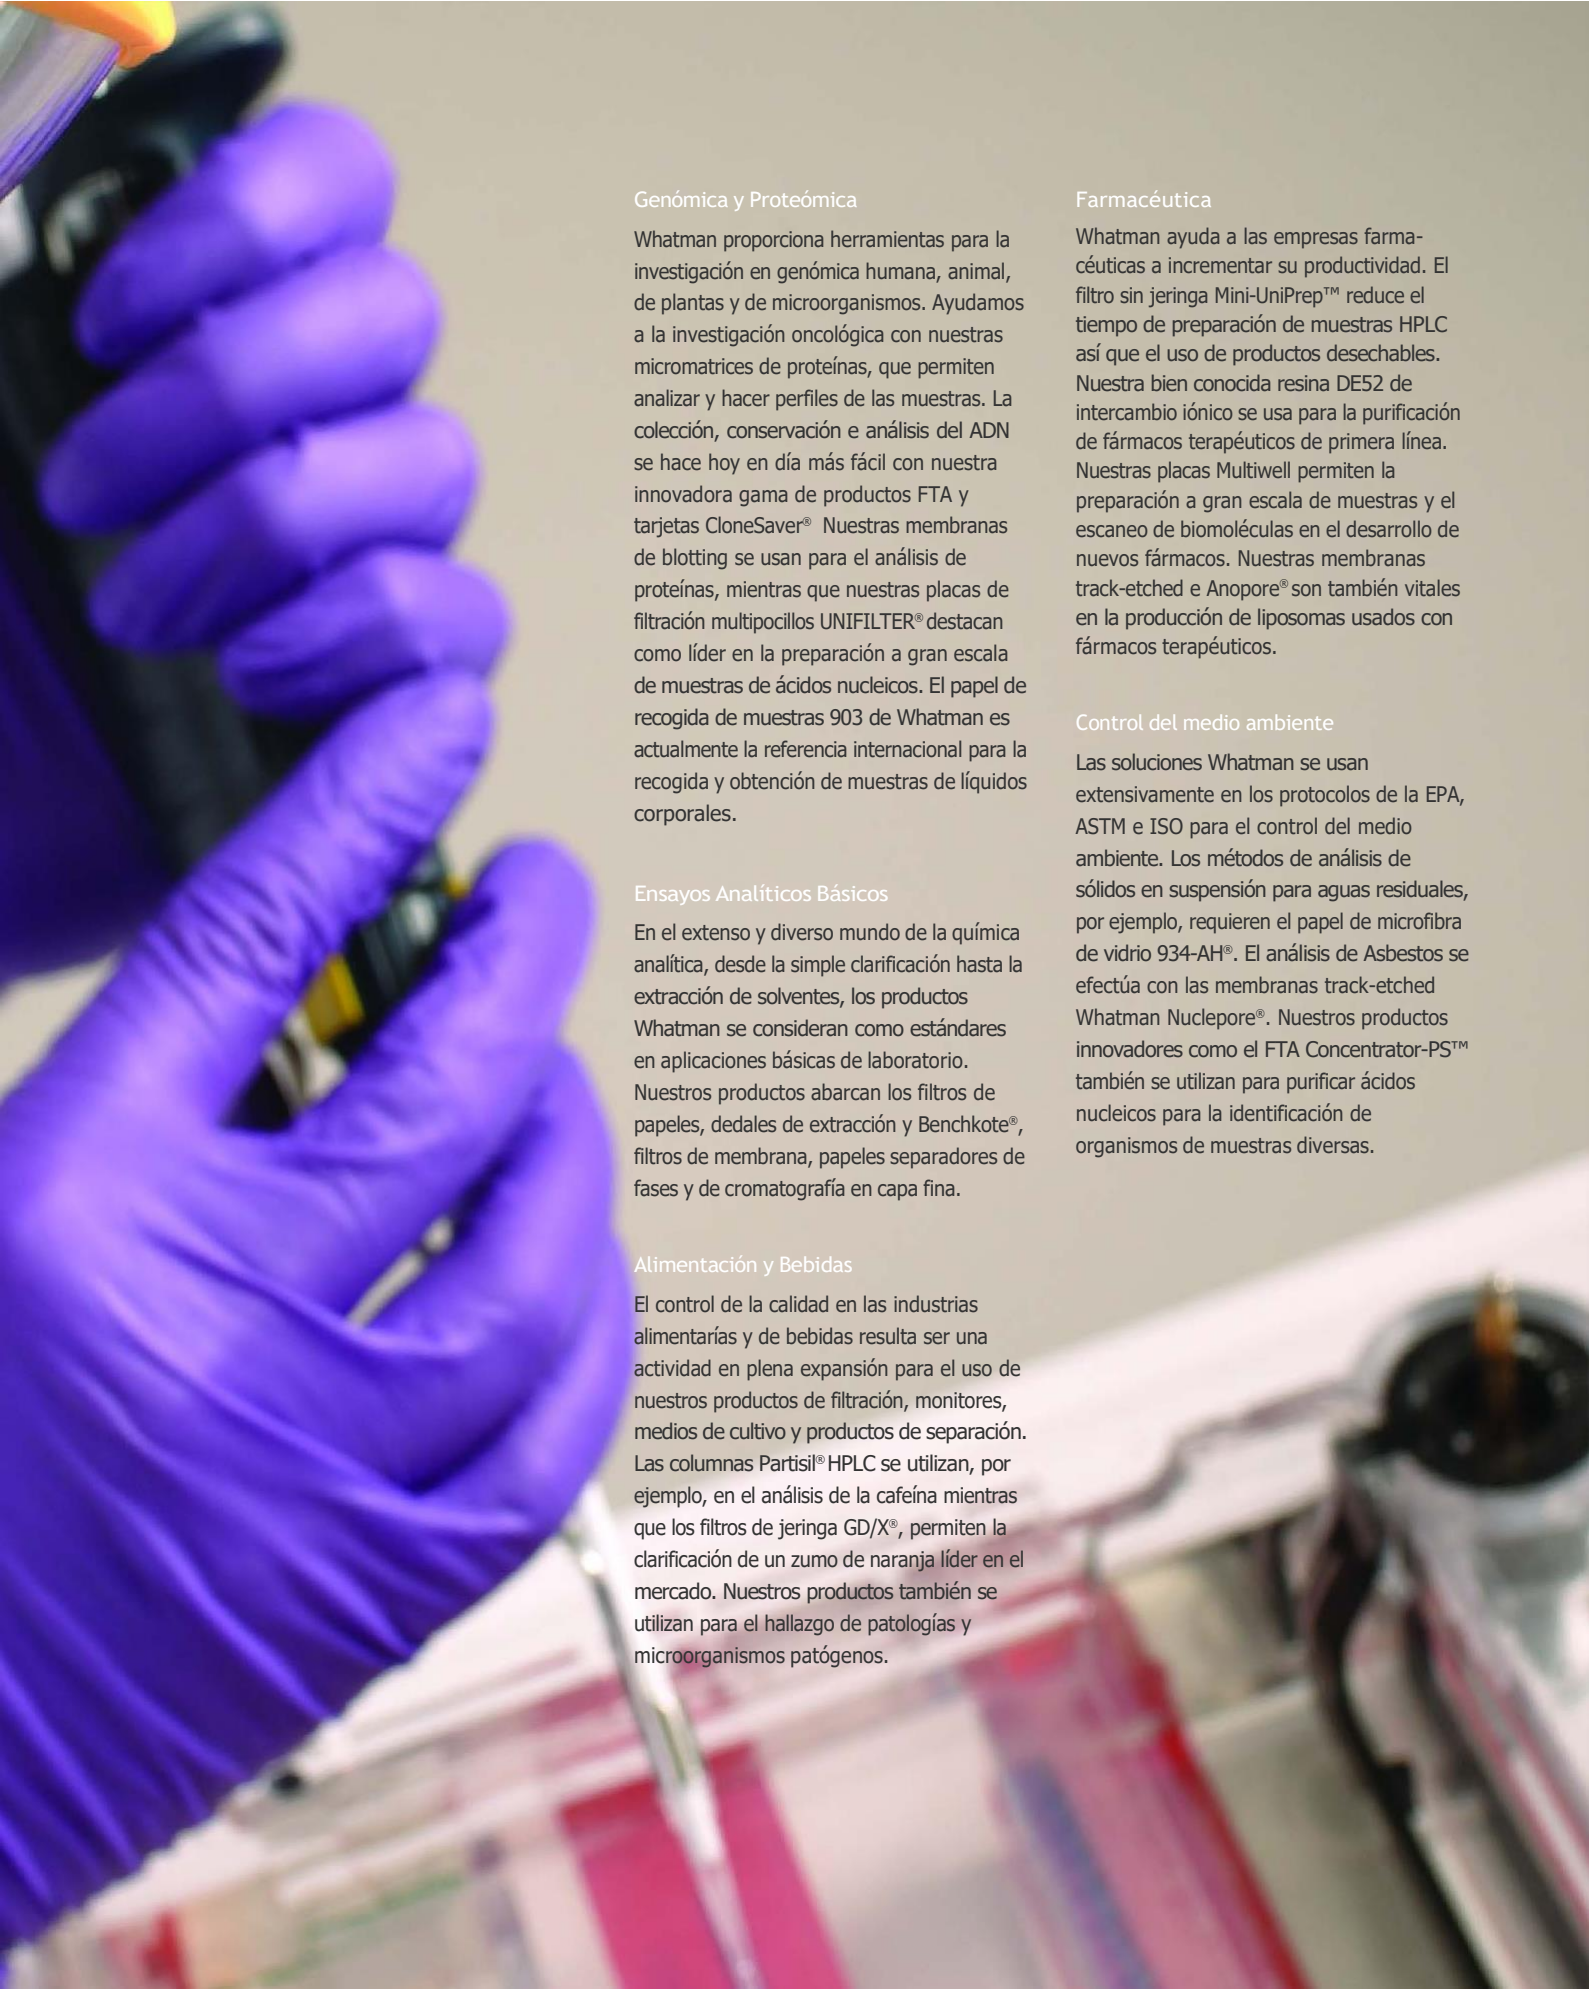 Genómica y Proteómica
Whatman proporciona herramientas para la
investigación en genómica humana, animal,
de plantas y de microorganismos. Ayudamos
a la investigación oncológica con nuestras
micromatrices de proteínas, que permiten
analizar y hacer perfiles de las muestras. La
colección, conservación e análisis del ADN
se hace hoy en día más fácil con nuestra
innovadora gama de productos FTA y
tarjetas CloneSaver® Nuestras membranas
de blotting se usan para el análisis de
proteínas, mientras que nuestras placas de
filtración multipocillos UNIFILTER® destacan
como líder en la preparación a gran escala
de muestras de ácidos nucleicos. El papel de
recogida de muestras 903 de Whatman es
actualmente la referencia internacional para la
recogida y obtención de muestras de líquidos
corporales.
Ensayos Analíticos Básicos
En el extenso y diverso mundo de la química
analítica, desde la simple clarificación hasta la
extracción de solventes, los productos
Whatman se consideran como estándares
en aplicaciones básicas de laboratorio.
Nuestros productos abarcan los filtros de
papeles, dedales de extracción y Benchkote®,
filtros de membrana, papeles separadores de
fases y de cromatografía en capa fina.
Alimentación y Bebidas
El control de la calidad en las industrias
alimentarías y de bebidas resulta ser una
actividad en plena expansión para el uso de
nuestros productos de filtración, monitores,
medios de cultivo y productos de separación.
Las columnas Partisil® HPLC se utilizan, por
ejemplo, en el análisis de la cafeína mientras
que los filtros de jeringa GD/X®, permiten la
clarificación de un zumo de naranja líder en el
mercado. Nuestros productos también se
utilizan para el hallazgo de patologías y
microorganismos patógenos.
Farmacéutica
Whatman ayuda a las empresas farma-
céuticas a incrementar su productividad. El
filtro sin jeringa Mini-UniPrep™ reduce el
tiempo de preparación de muestras HPLC
así que el uso de productos desechables.
Nuestra bien conocida resina DE52 de
intercambio iónico se usa para la purificación
de fármacos terapéuticos de primera línea.
Nuestras placas Multiwell permiten la
preparación a gran escala de muestras y el
escaneo de biomoléculas en el desarrollo de
nuevos fármacos. Nuestras membranas
track-etched e Anopore® son también vitales
en la producción de liposomas usados con
fármacos terapéuticos.
Control del medio ambiente
Las soluciones Whatman se usan
extensivamente en los protocolos de la EPA,
ASTM e ISO para el control del medio
ambiente. Los métodos de análisis de
sólidos en suspensión para aguas residuales,
por ejemplo, requieren el papel de microfibra
de vidrio 934-AH®. El análisis de Asbestos se
efectúa con las membranas track-etched
Whatman Nuclepore®. Nuestros productos
innovadores como el FTA Concentrator-PS™
también se utilizan para purificar ácidos
nucleicos para la identificación de
organismos de muestras diversas.